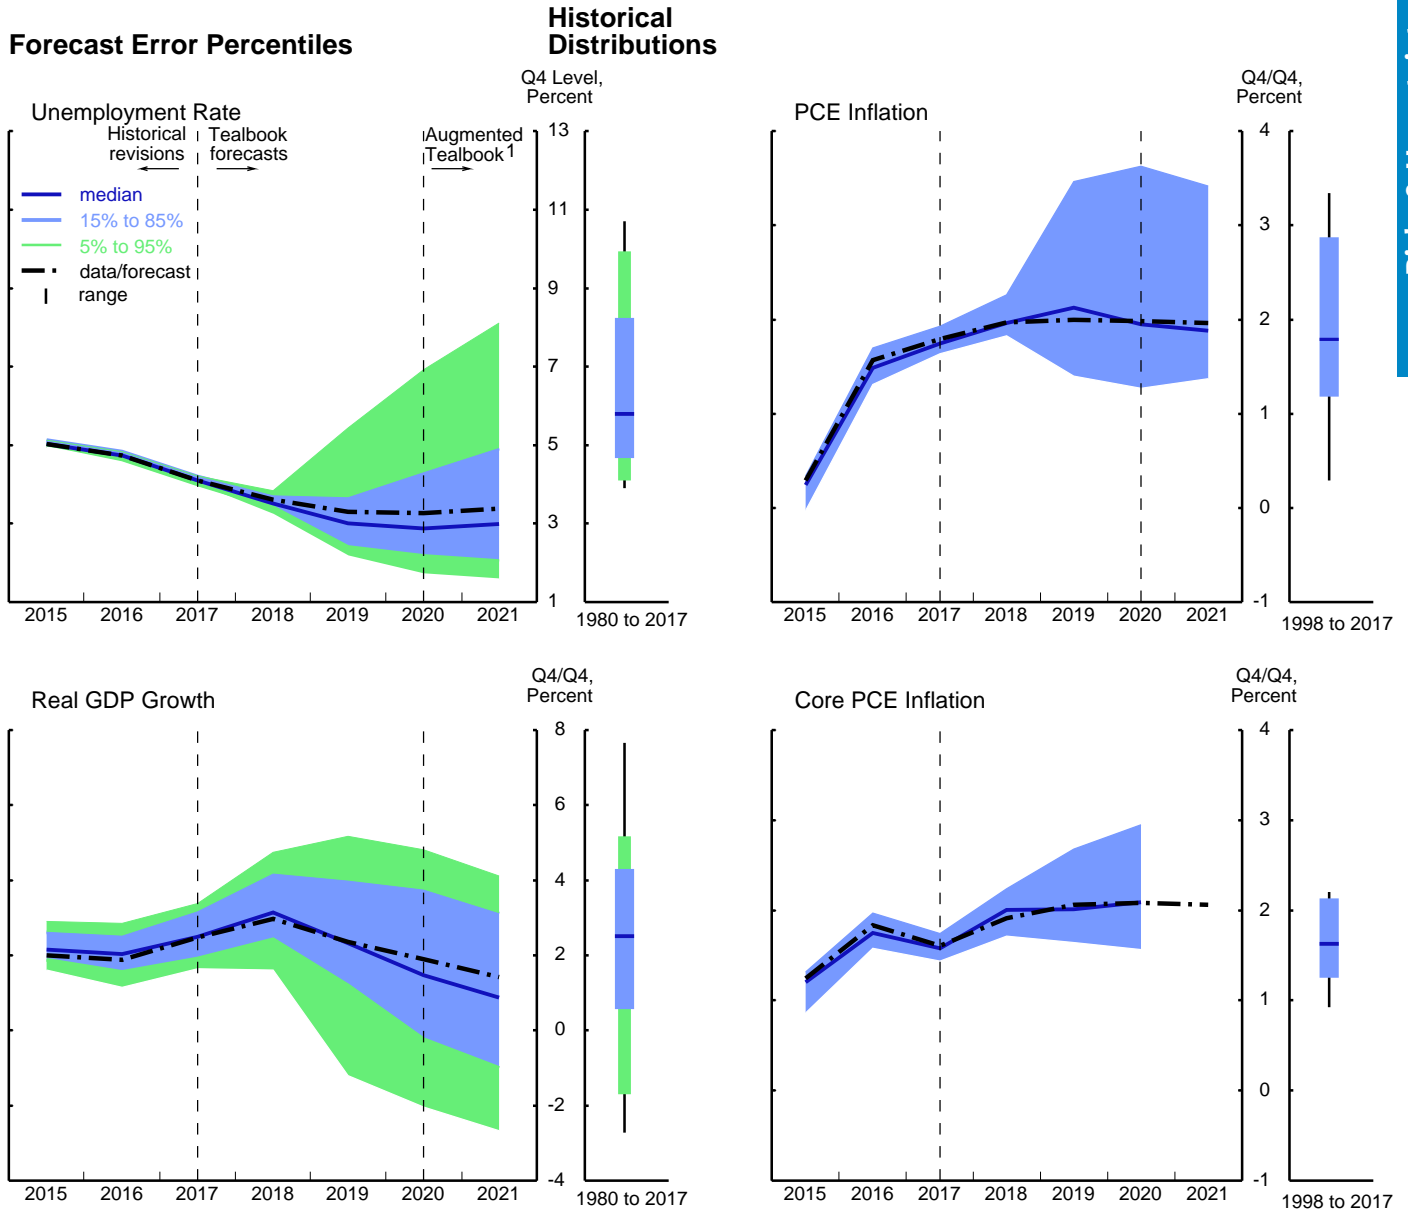 Forecast Error Percentiles
Historical
Distributions
Unemployment Rate
Q4 Level,
Percent
Historical
revisions
Tealbook
forecasts
Augmented
Tealbook1
median
15% to 85%
5% to 95%
data/forecast
range
13
11
9
7
5
3
1
2015 2016 2017 2018 2019 2020 2021
1980 to 2017
PCE Inflation
Q4/Q4,
Percent
4
3
2
1
0
-1
2015 2016 2017 2018 2019 2020 2021
1998 to 2017
Real GDP Growth
Q4/Q4,
Percent
8
6
4
2
0
-2
-4
2015 2016 2017 2018 2019 2020 2021
1980 to 2017
Core PCE Inflation
Q4/Q4,
Percent
4
3
2
1
0
-1
2015 2016 2017 2018 2019 2020 2021
1998 to 2017